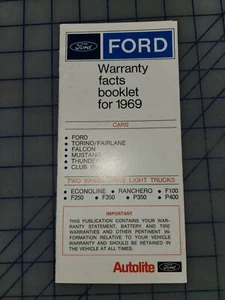 Ford FORD
Warranty
facts
booklet
for 1969
CARS
• FORD
• TORINO/FAIRLANE
• FALCON
• MUSTANG
• THUNDERBIRD
• CLUB
TWO WHEEL DRIVE LIGHT TRUCKS
• ECONOLINE • RANCHERO • F100
• F250 • F350 • P350 • P400
IMPORTANT
THIS PUBLICATION CONTAINS YOUR WAR-
RANTY STATEMENT, BATTERY AND TIRE
WARRANTIES AND OTHER PERTINENT IN-
FORMATION RELATIVE TO YOUR VEHICLE
WARRANTY AND SHOULD BE RETAINED IN
THE VEHICLE AT ALL TIMES.
Autolite Ford